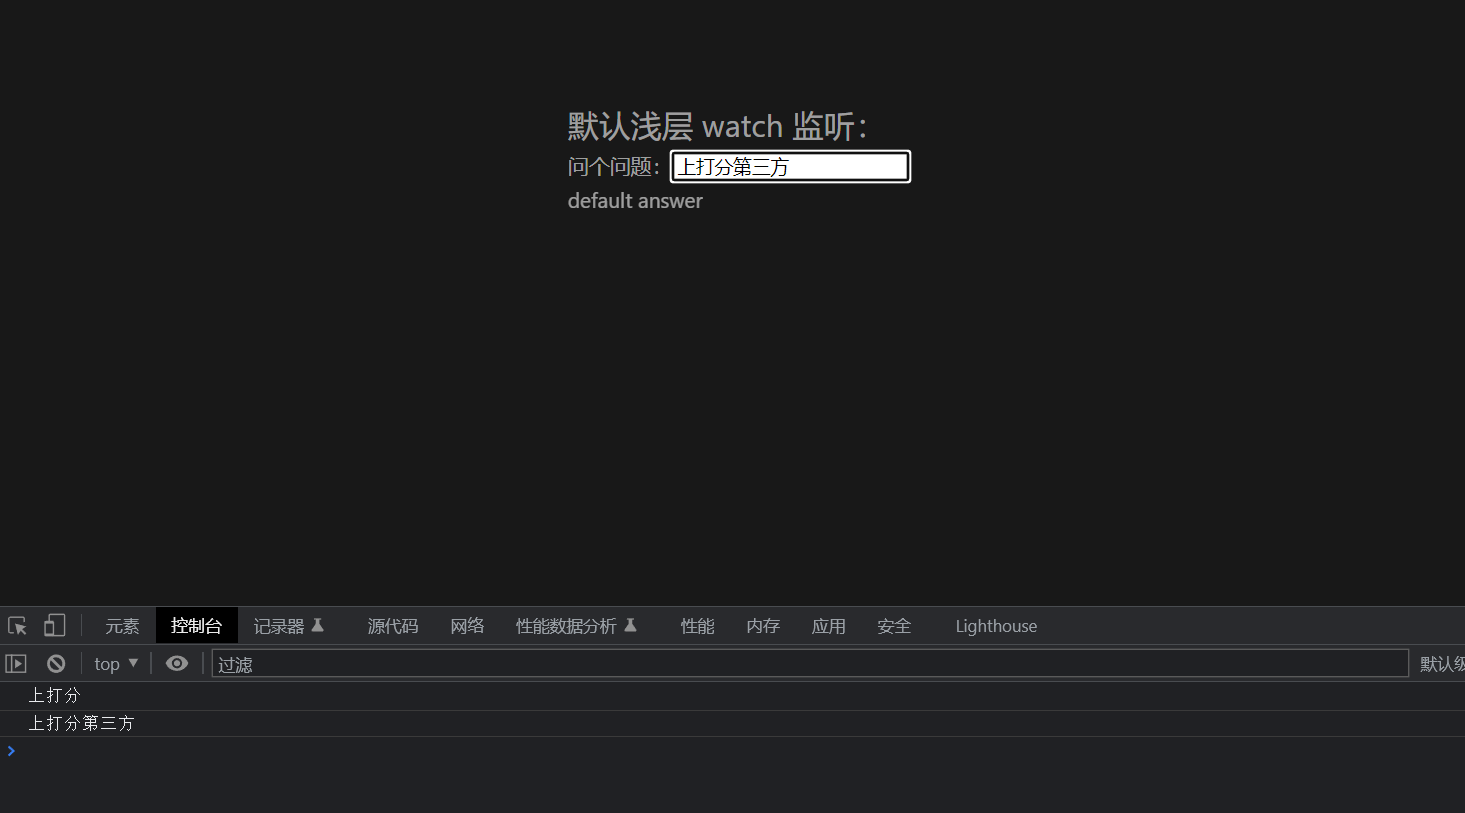 默认浅层 watch 监听：
问个问题：上打分第三方
default answer
元素 控制台 记录器 源代码 网络 性能数据分析 性能 内存 应用 安全 Lighthouse
top 过滤 默认级
上打分
上打分第三方